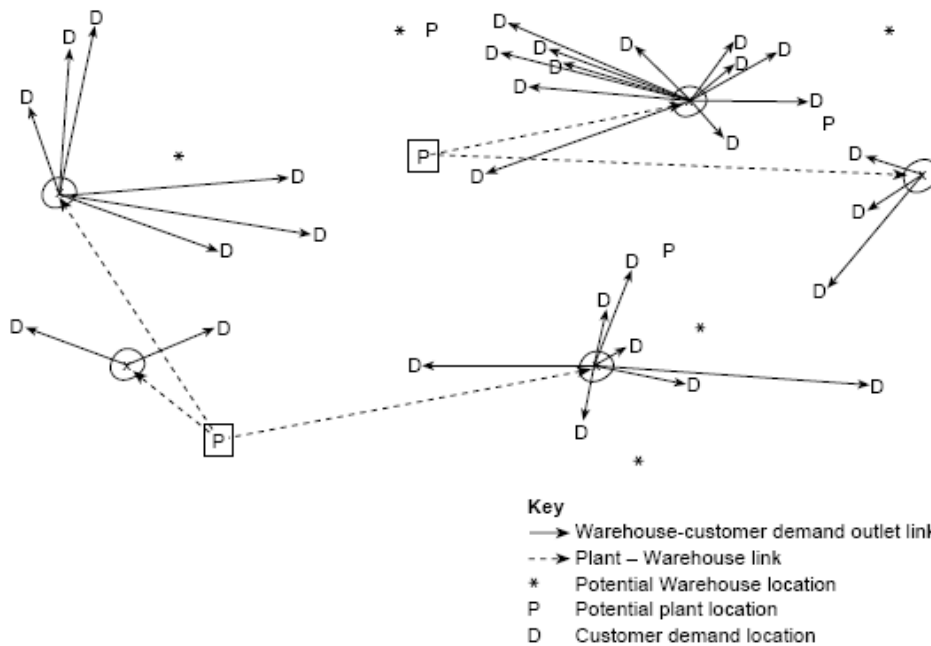 D
*
P
D
*
D
D
D
D
D
D
D
D
D
D
D
D
P
D
*
P
D
D
D
D
D
D
P
D
D
D
D
*
D
D
D
D
D
P
*
Key
Warehouse-customer demand outlet link
Plant – Warehouse link
* Potential Warehouse location
P Potential plant location
D Customer demand location